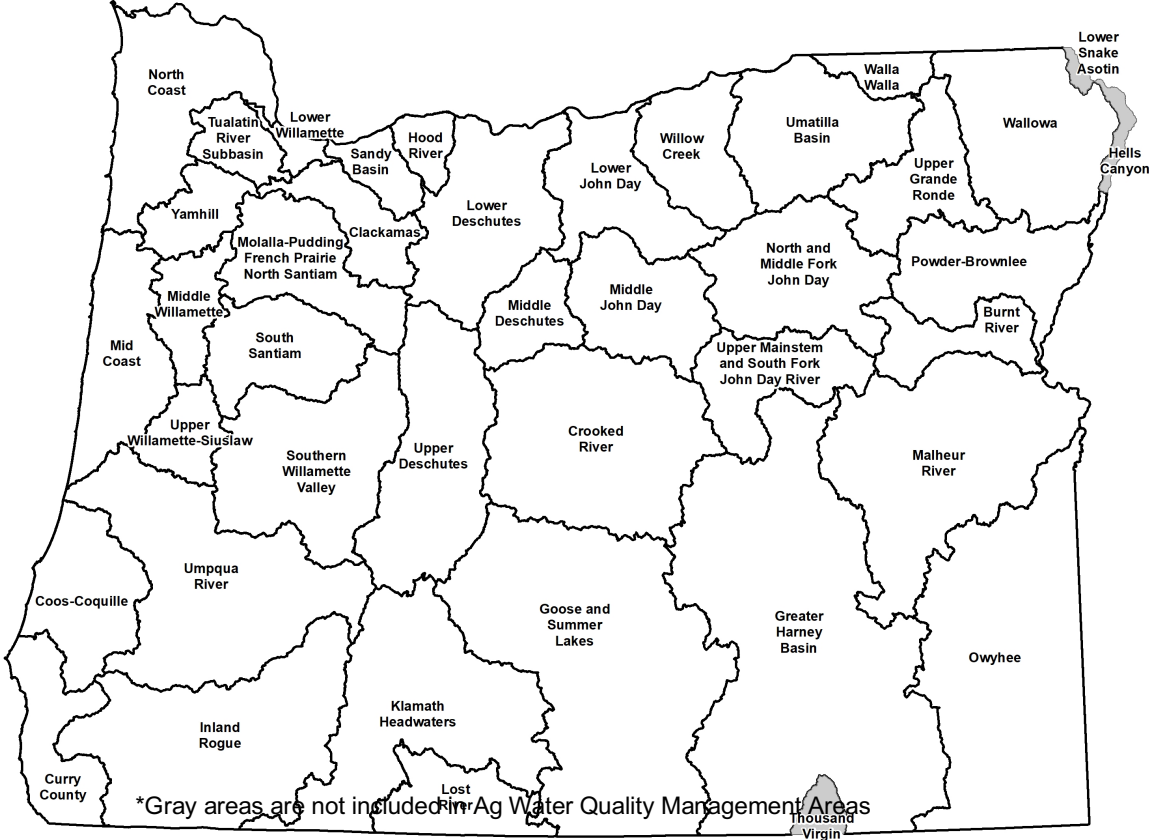 Lower
Snake
Asotin
North
Coast
Walla
Walla
Lower
Willamette
Tualatin
River
Subbasin
Hood
River
Sandy
Basin
Willow
Creek
Umatilla
Basin
Wallowa
Hells
Canyon
Lower
John Day
Upper
Grande
Ronde
Yamhill
Lower
Deschutes
Clackamas
Molalla-Pudding
French Prairie
North Santiam
North and
Middle Fork
John Day
Powder-Brownlee
Middle
Willamette
Middle
Deschutes
Middle
John Day
Burnt
River
Mid
Coast
South
Santiam
Upper Mainstem
and South Fork
John Day River
Upper
Willamette-Siuslaw
Southern
Willamette
Valley
Upper
Deschutes
Crooked
River
Malheur
River
Umpqua
River
Coos-Coquille
Goose and
Summer
Lakes
Greater
Harney
Basin
Owyhee
Inland
Rogue
Klamath
Headwaters
Curry
County
Lost
River
*Gray areas are not included in Ag Water Quality Management Areas
Thousand
Virgin